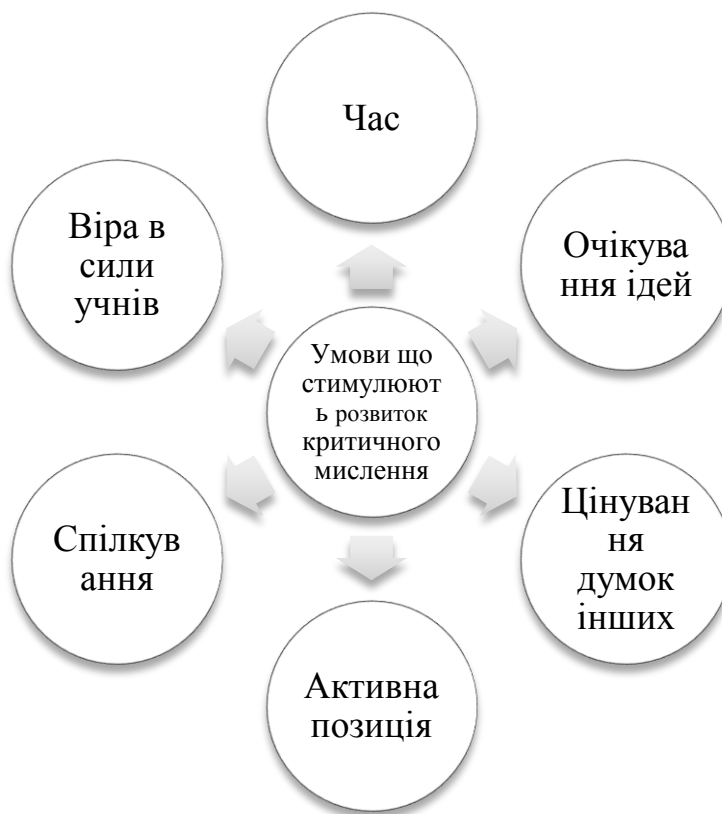 Час
Очікува
ння ідей
Цінуван
ня
думок
інших
Активна
позиція
Спілкув
ання
Віра в
сили
учнів
Умови що
стимулюют
ь розвиток
критичного
мислення